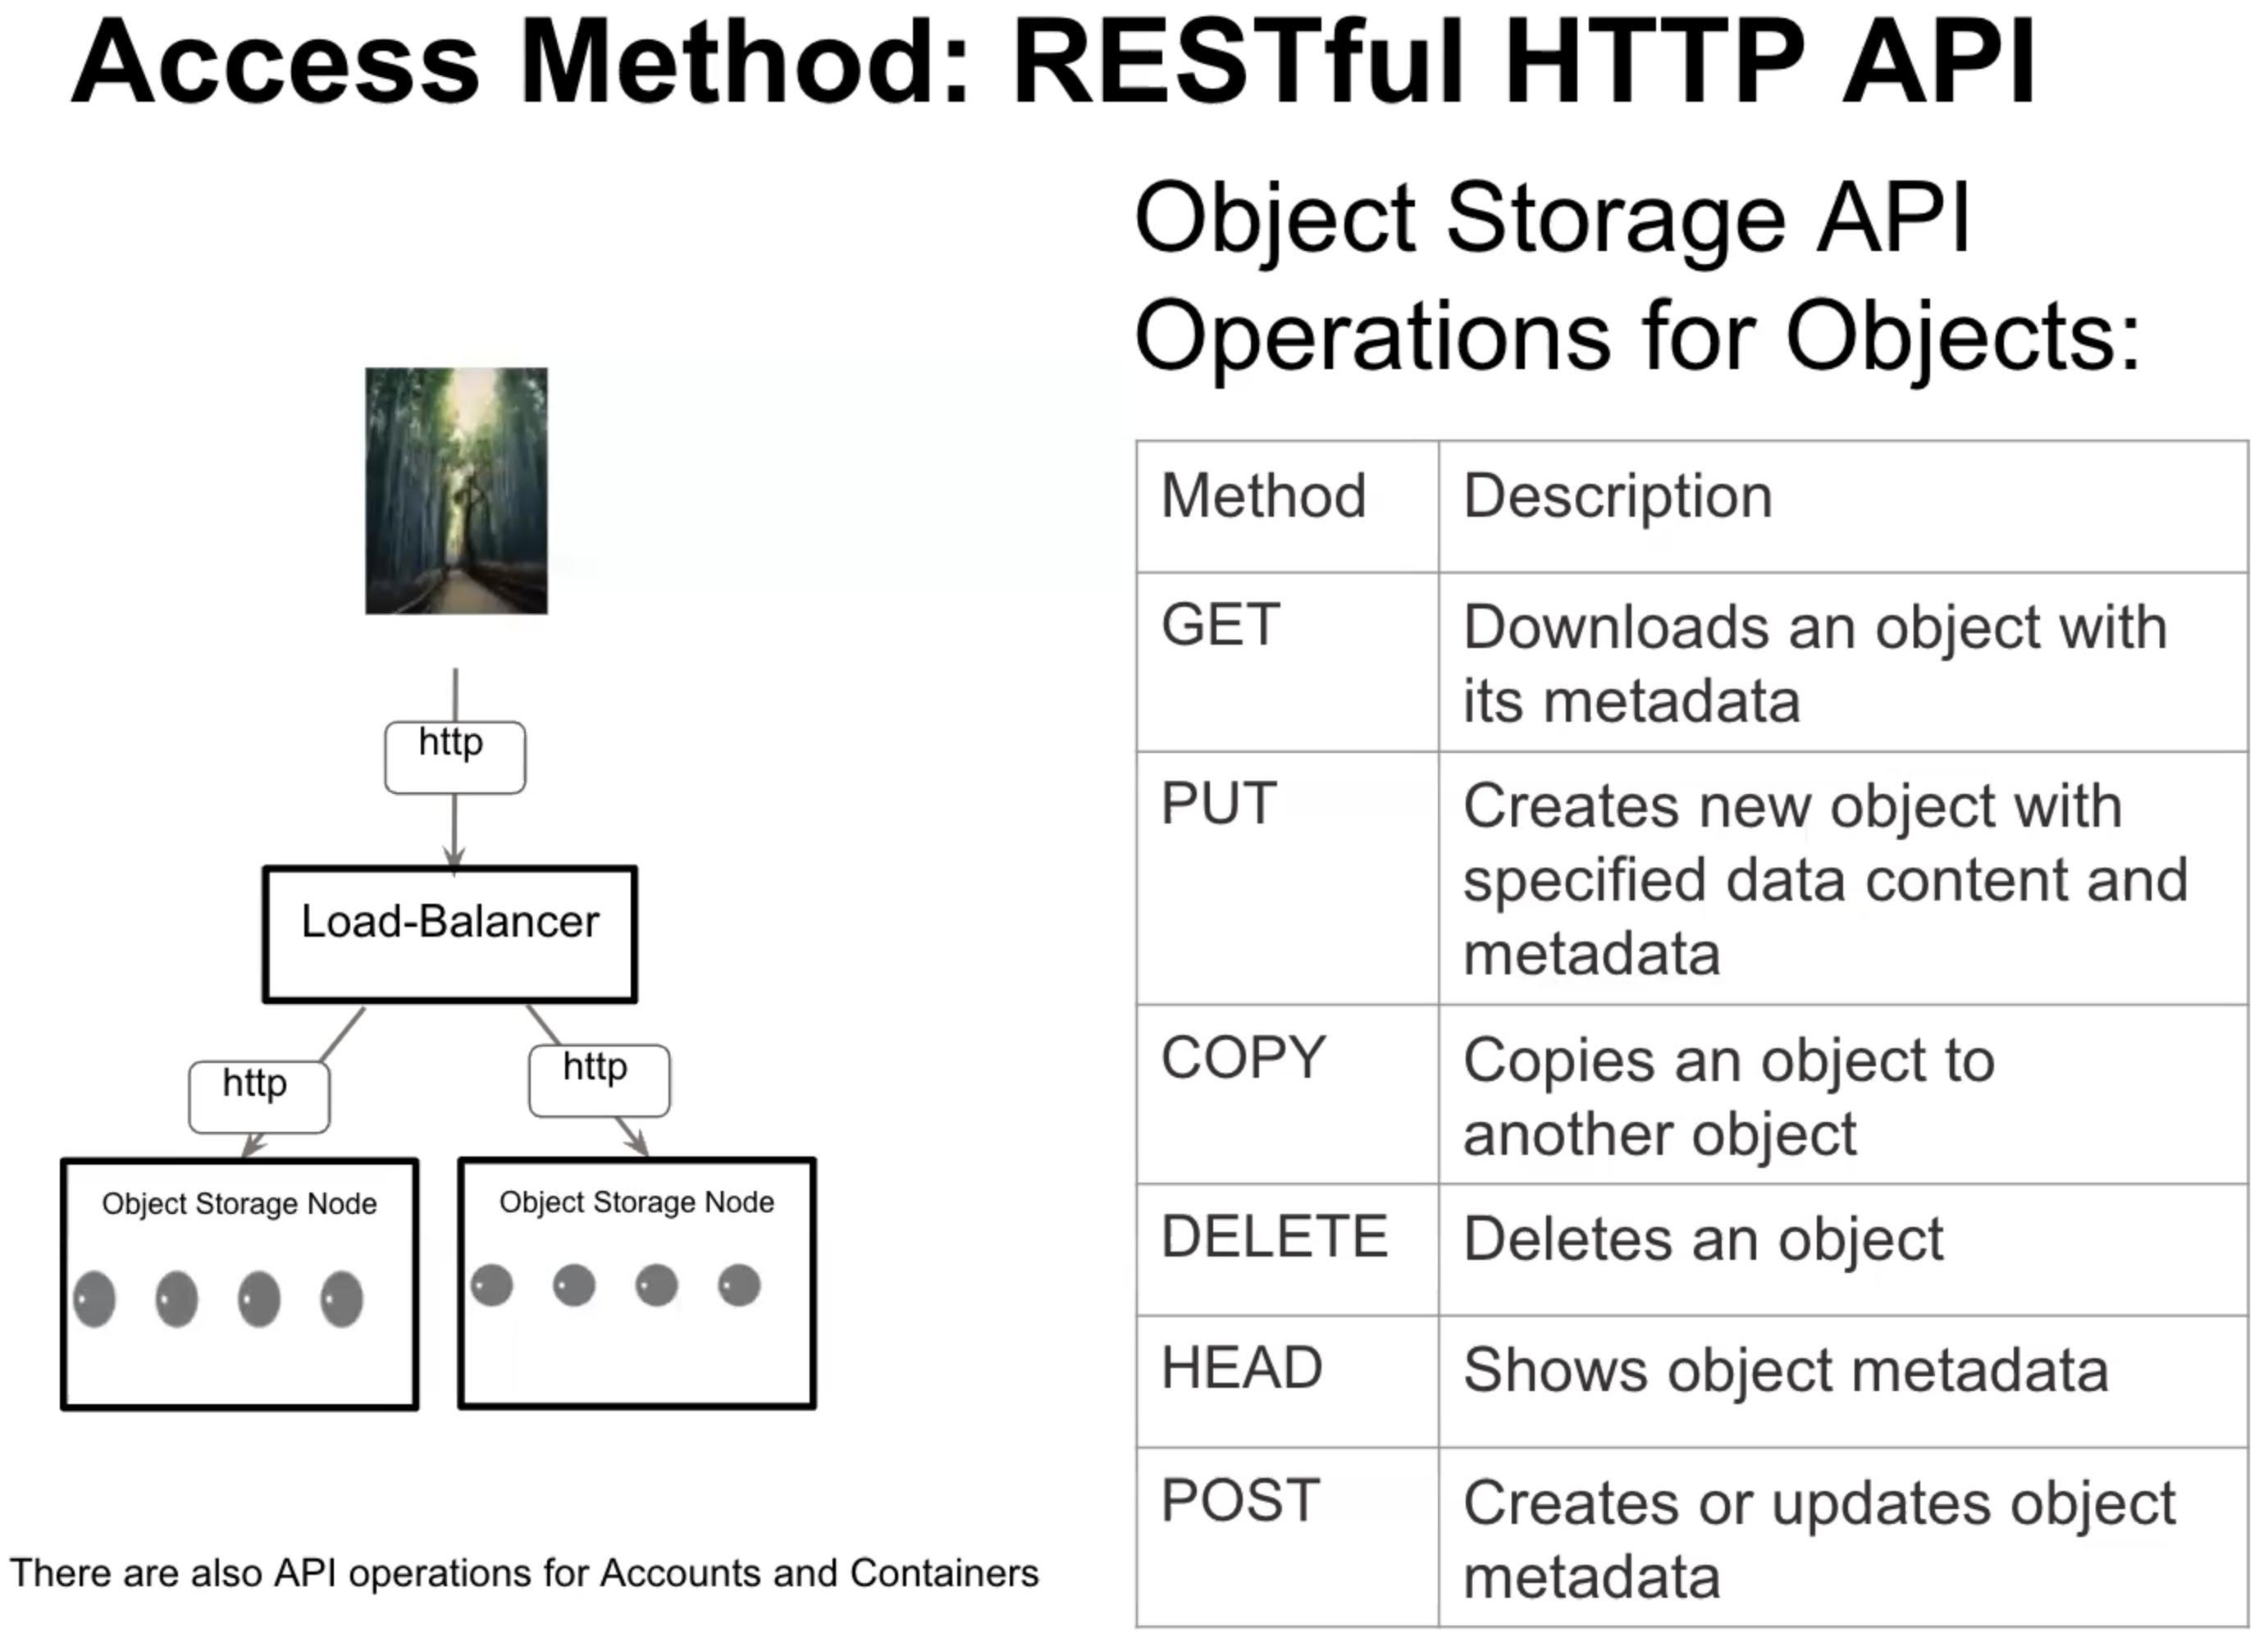 Access Method: RESTful HTTP API
Object Storage API
Operations for Objects:
http
Load-Balancer
http
http
Object Storage Node
Object Storage Node
There are also API operations for Accounts and Containers
Method
Description
GET
Downloads an object with
its metadata
PUT
Creates new object with
specified data content and
metadata
COPY
Copies an object to
another object
DELETE
Deletes an object
HEAD
Shows object metadata
POST
Creates or updates object
metadata